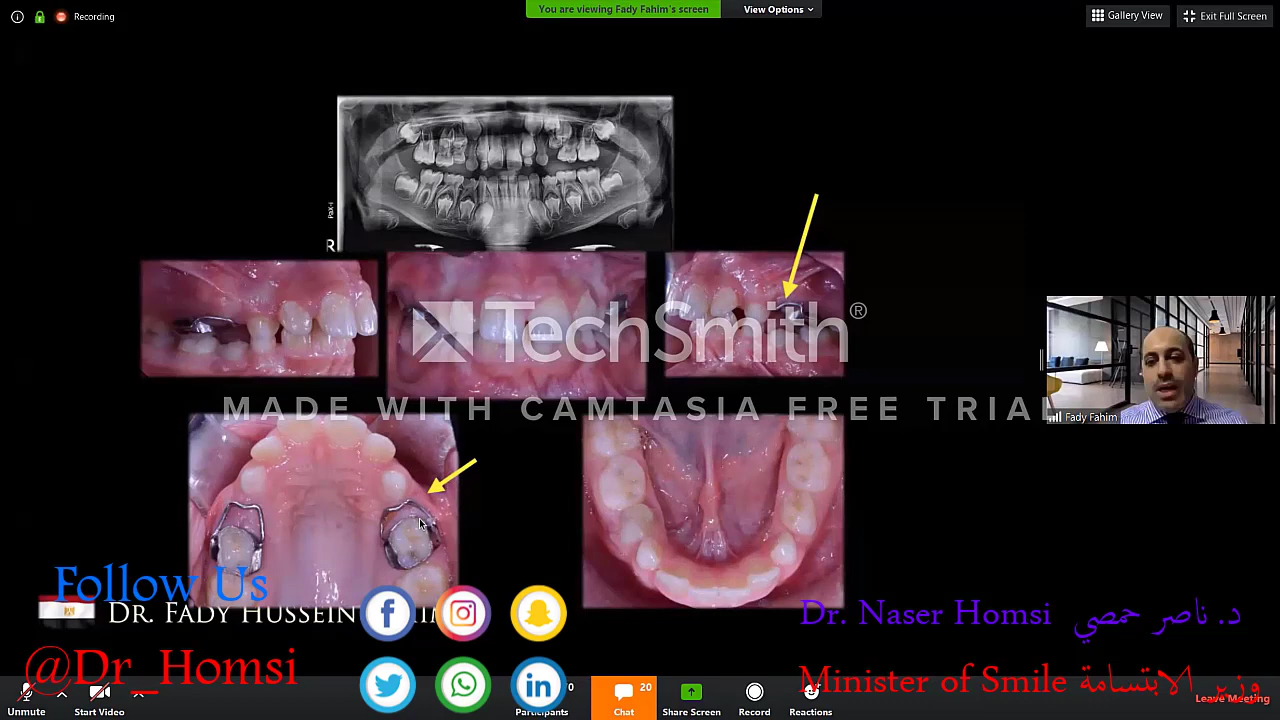 Recording
You are viewing Fady Fahim's screen
View Options
Gallery View
Exit Full Screen
PaX-i
R
TechSmith®
MADE WITH CAMTASIA FREE TRIAL
Fady Fahim
Follow Us
DR. FADY HUSSEIN
Dr. Naser Homsi د. ناصر حمصي
@Dr_Homsi
Minister of Smile وزير الابتسامة
Unmute
Start Video
Participants
0
Chat
20
Share Screen
Record
Reactions
Leave Meeting